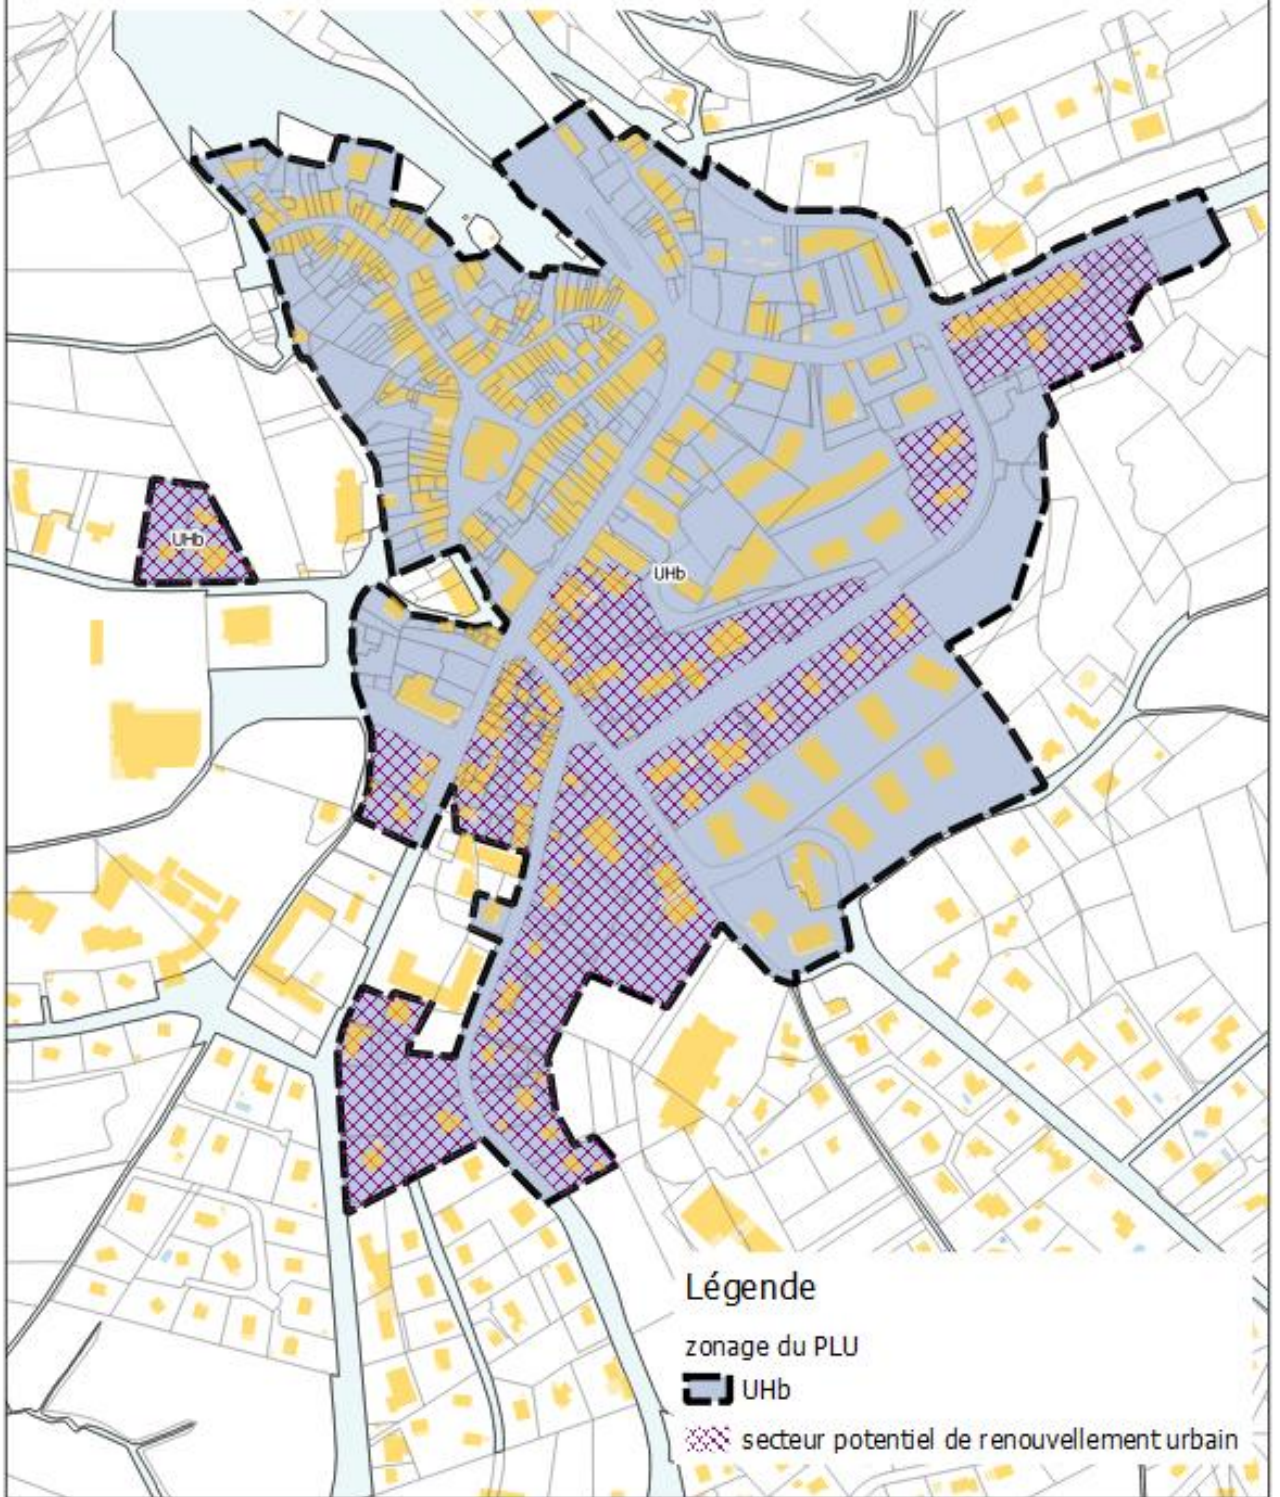 UHb
UHb
Légende
zonage du PLU
UHb
secteur potentiel de renouvellement urbain